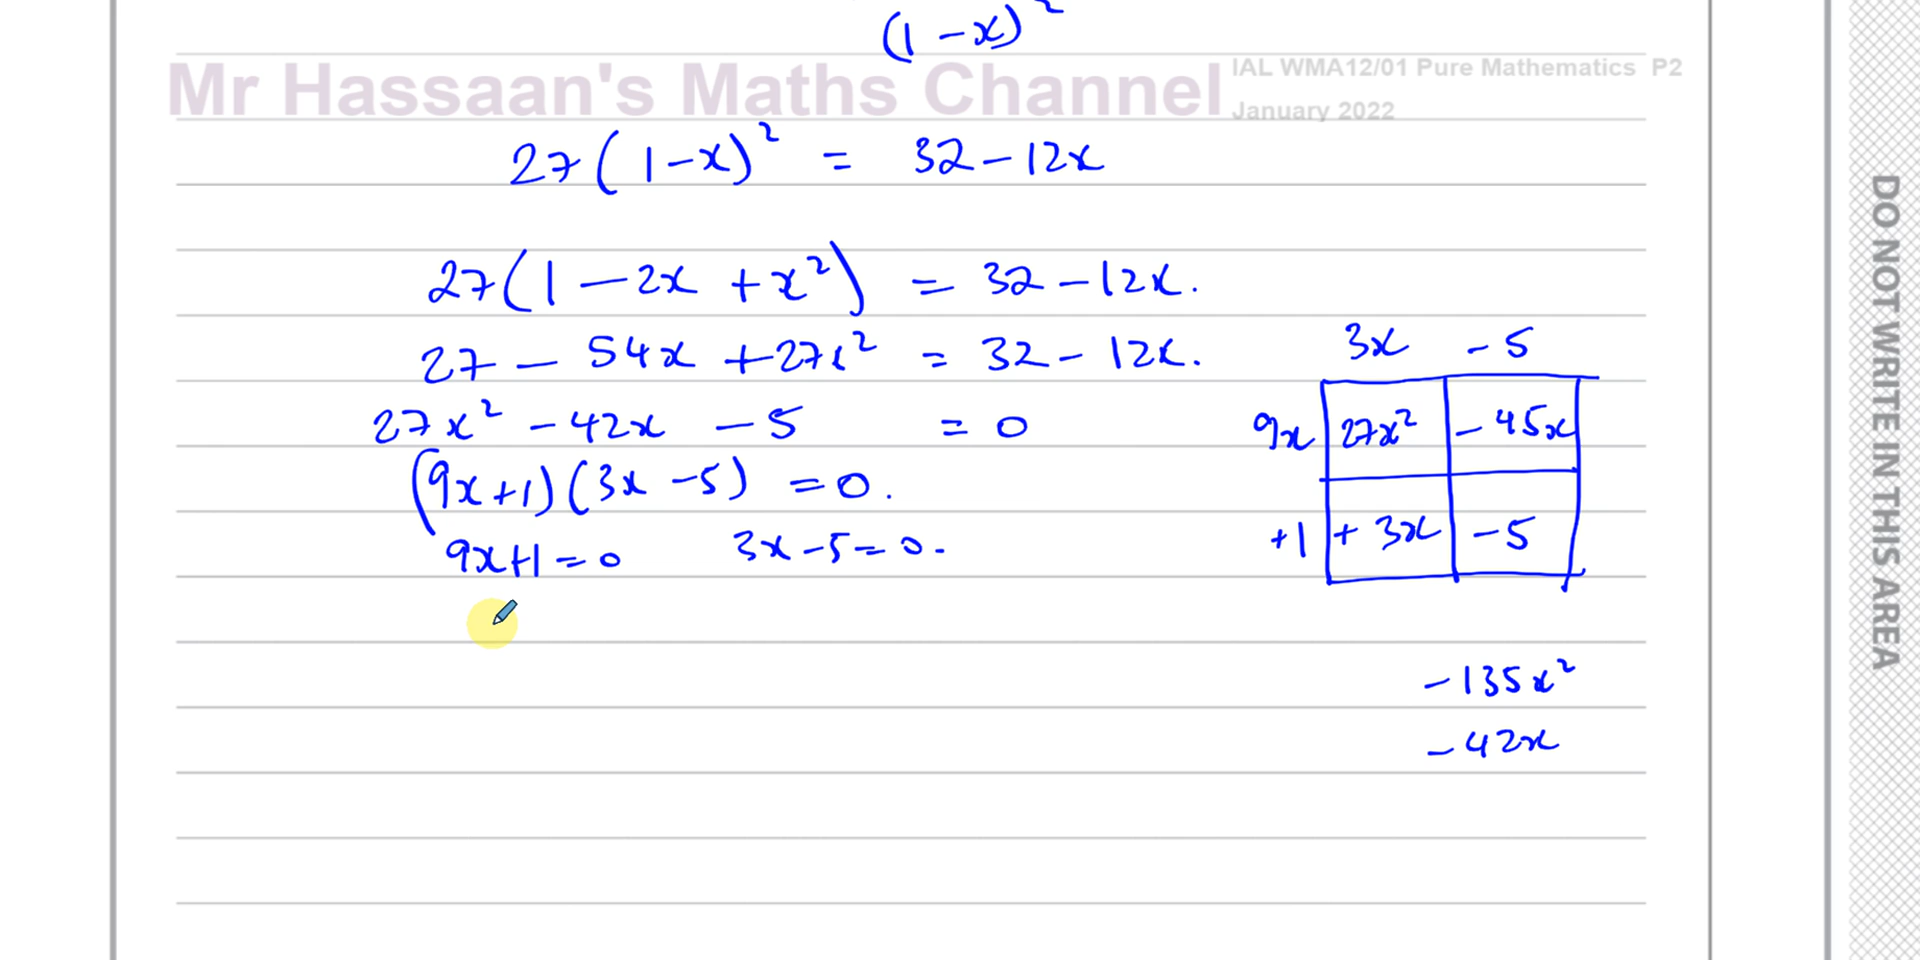 (1 - x)²
Mr Hassaan's Maths Channel
IAL WMA12/01 Pure Mathematics P2
January 2022
27(1-x)² = 32-12x
27(1-2x+x²) = 32-12x.
27 - 54x + 27x² = 32 - 12x.
27x² - 42x - 5 = 0
(9x+1)(3x-5) = 0.
9x+1=0 3x-5=0.
3x -5
9x 27x² -45x
+1 +3x -5
-135x²
-42x
DO NOT WRITE IN THIS AREA